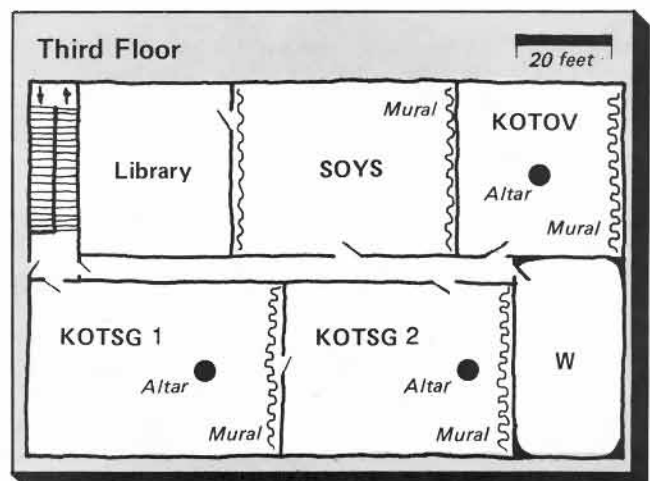 Third Floor
20 feet
Mural
KOTOV
Library
SOYS
Altar
Mural
KOTSG 1
KOTSG 2
W
Altar
Altar
Mural
Mural